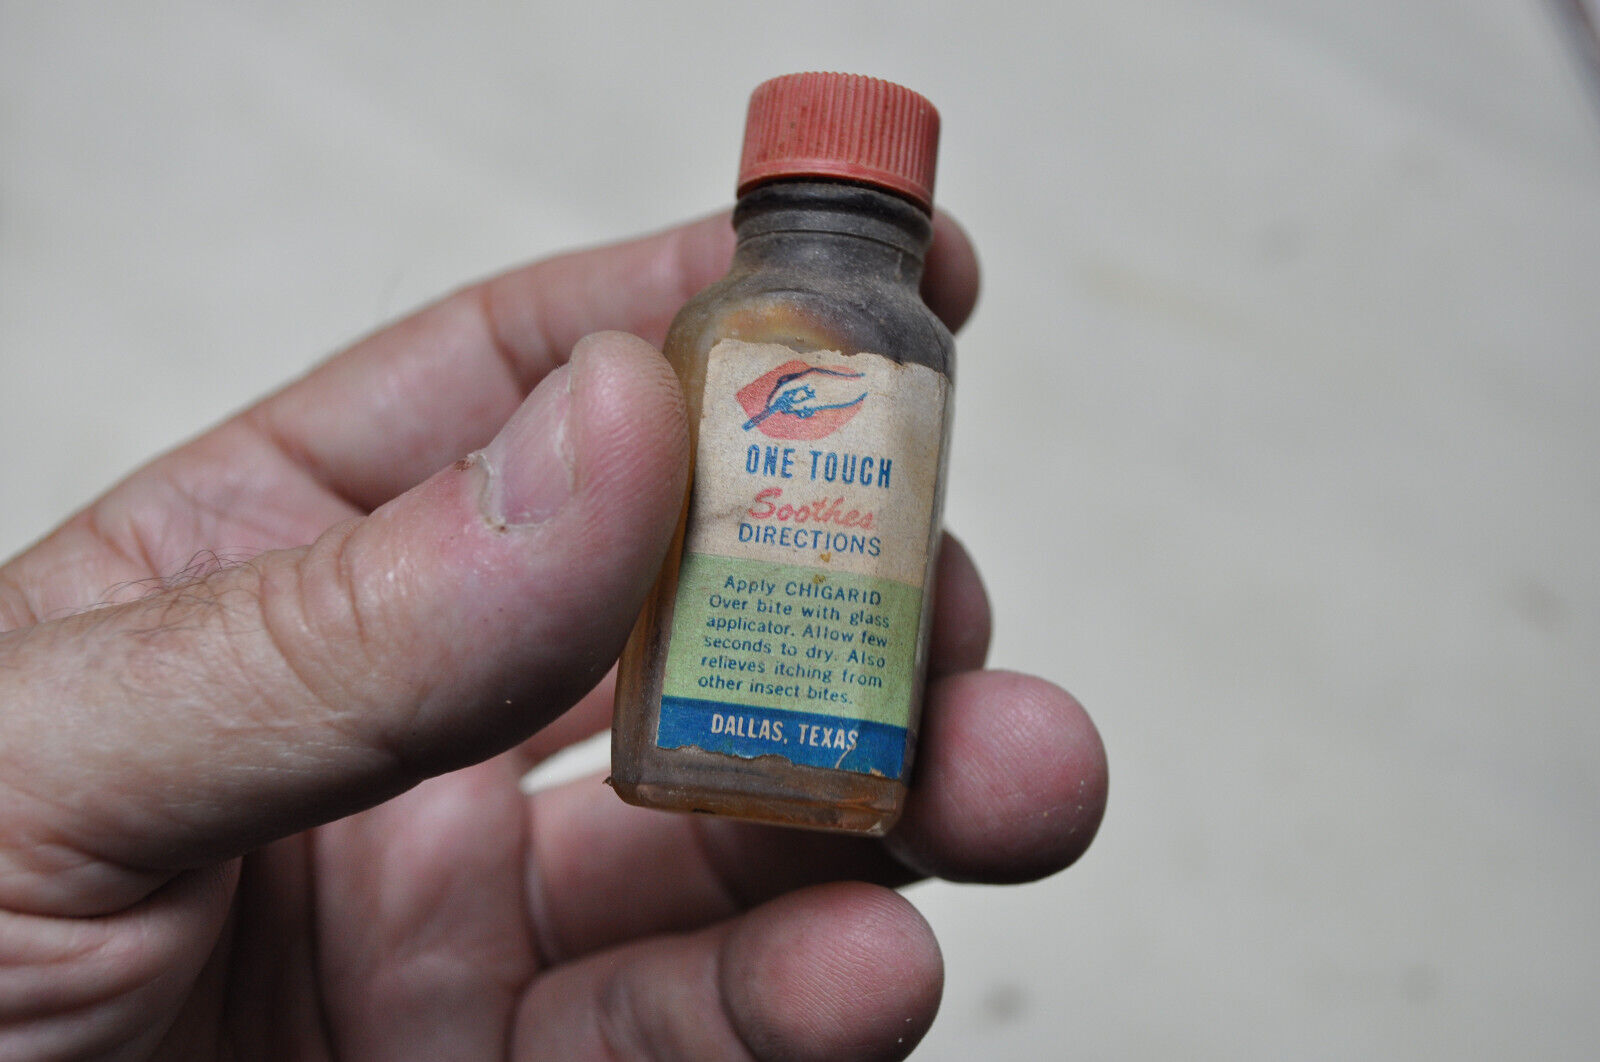 ONE TOUCH
Soothes
DIRECTIONS
Apply CHIGARID
Over bite with glass
applicator. Allow few
seconds to dry. Also
relieves itching from
other insect bites.
DALLAS, TEXAS